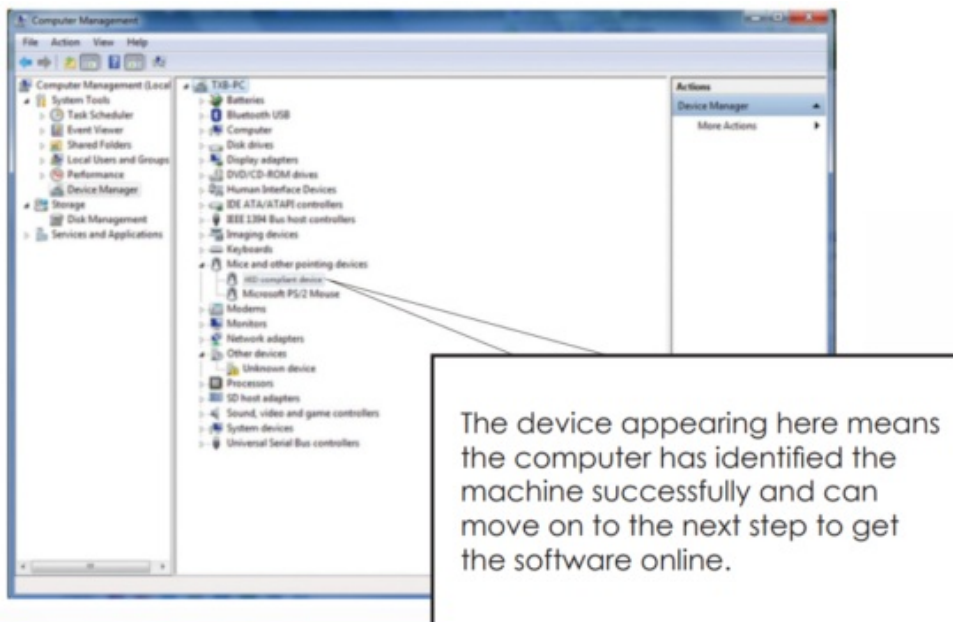 Computer Management
File Action View Help
Computer Management (Local
System Tools
Task Scheduler
Event Viewer
Shared Folders
Local Users and Groups
Performance
Device Manager
Storage
Disk Management
Services and Applications
TXB-PC
Batteries
Bluetooth USB
Computer
Disk drives
Display adapters
DVD/CD-ROM drives
Human Interface Devices
IDE ATA/ATAPI controllers
IEEE 1394 Bus host controllers
Imaging devices
Keyboards
Mice and other pointing devices
HID compliant device
Microsoft PS/2 Mouse
Modems
Monitors
Network adapters
Other devices
Unknown device
Processors
SD host adapters
Sound, video and game controllers
System devices
Universal Serial Bus controllers
Actions
Device Manager
More Actions
The device appearing here means
the computer has identified the
machine successfully and can
move on to the next step to get
the software online.